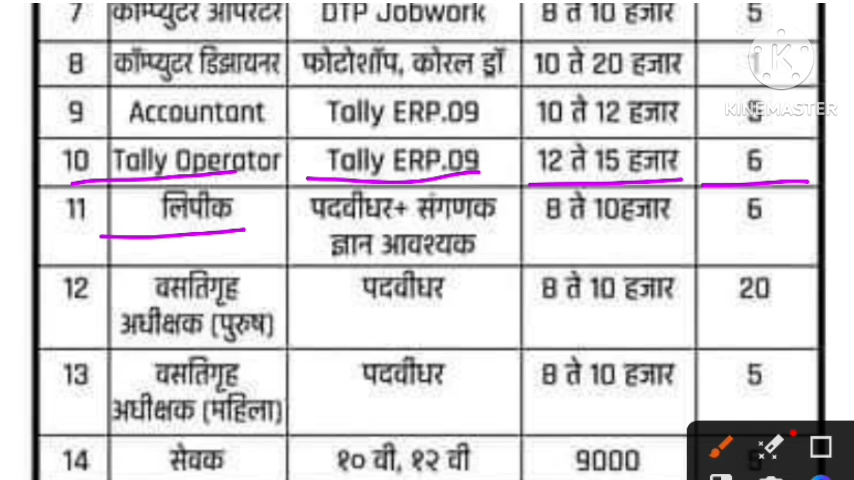 7 कॉम्प्युटर ऑपरेटर DTP Jobwork 8 ते 10 हजार 5
8 कॉम्प्युटर डिझायनर फोटोशॉप, कोरल ड्रॉ 10 ते 20 हजार 1
KINEMASTER
9 Accountant Tally ERP.09 10 ते 12 हजार
10 Tally Operator Tally ERP.09 12 ते 15 हजार 6
11 लिपीक पदवीधर+ संगणक 8 ते 10हजार 6
ज्ञान आवश्यक
12 वसतिगृह पदवीधर 8 ते 10 हजार 20
अधीक्षक (पुरुष)
13 वसतिगृह पदवीधर 8 ते 10 हजार 5
अधीक्षक (महिला)
14 सेवक १० वी, १२ वी 9000